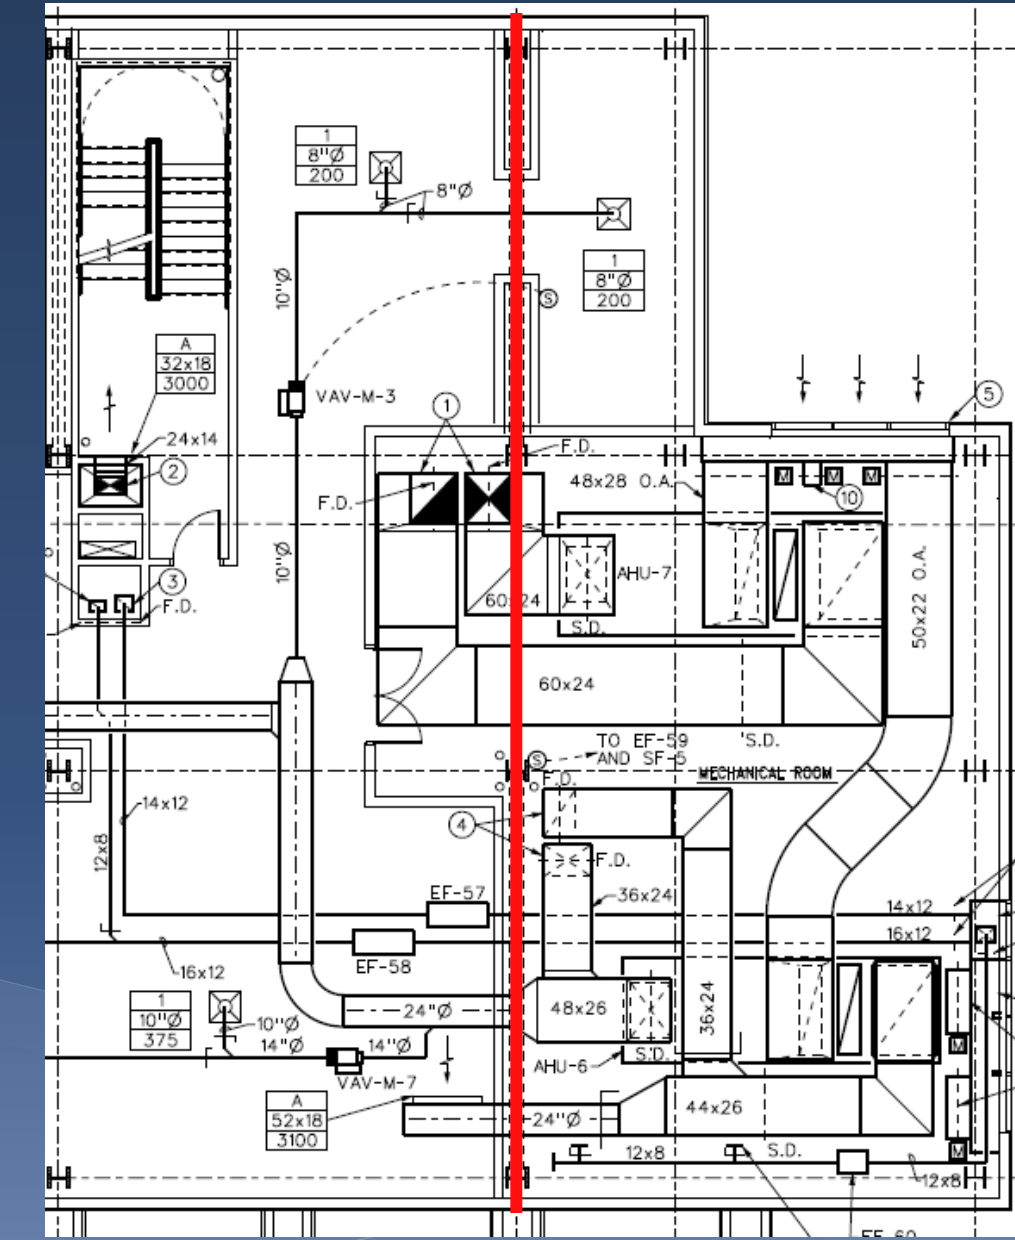 1
8"Ø
200
8"Ø
1
8"Ø
200
10"Ø
S
A
32x18
3000
VAV-M-3
1
5
24x14
F.D.
2
48x28 O.A.
M
M
M
F.D.
10
10"Ø
3
AHU-7
F.D.
60x24
50x22 O.A.
S.D.
60x24
TO EF-59
AND SF-5
S.D.
S
F.D.
MECHANICAL ROOM
14x12
4
12x8
F.D.
EF-57
36x24
14x12
16x12
EF-58
16x12
1
10"Ø
375
10"Ø
14"Ø
14"Ø
24"Ø
48x26
36x24
M
S.D.
AHU-6
VAV-M-7
A
52x18
3100
24"Ø
44x26
12x8
S.D.
M
12x8